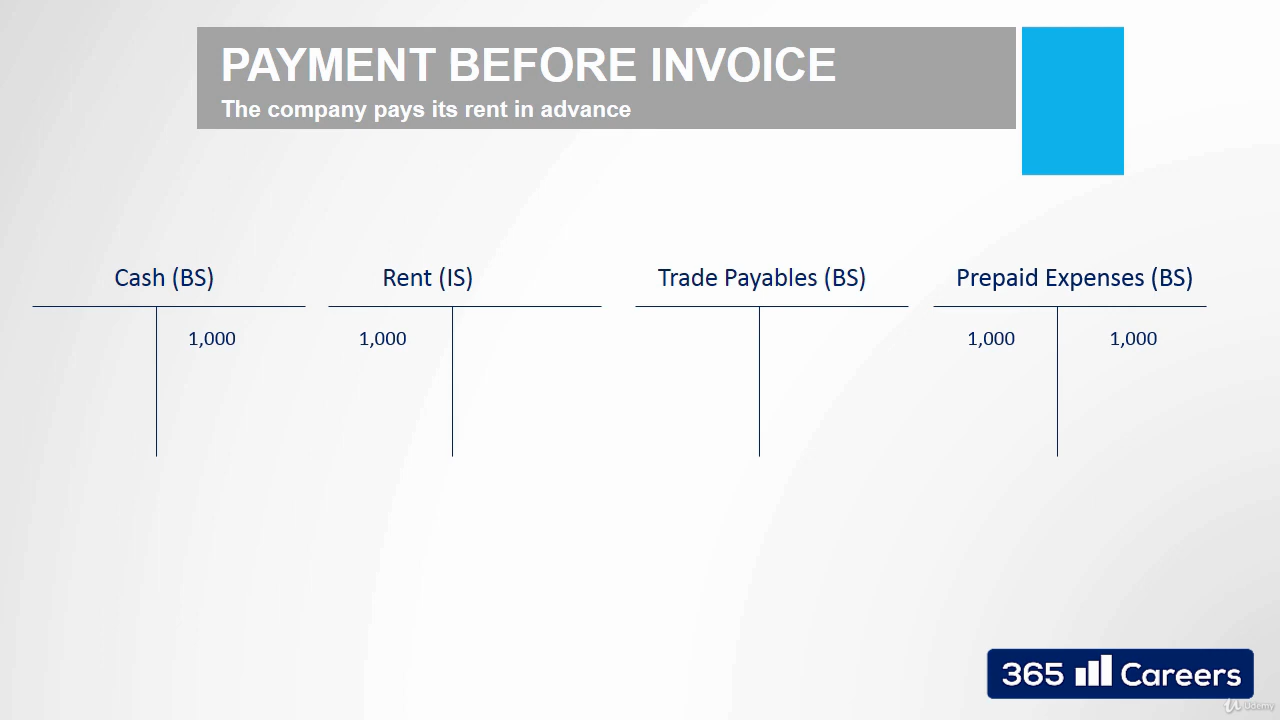 PAYMENT BEFORE INVOICE
The company pays its rent in advance
Cash (BS) Rent (IS) Trade Payables (BS) Prepaid Expenses (BS)
1,000 1,000 1,000 1,000
365 Careers
Udemy